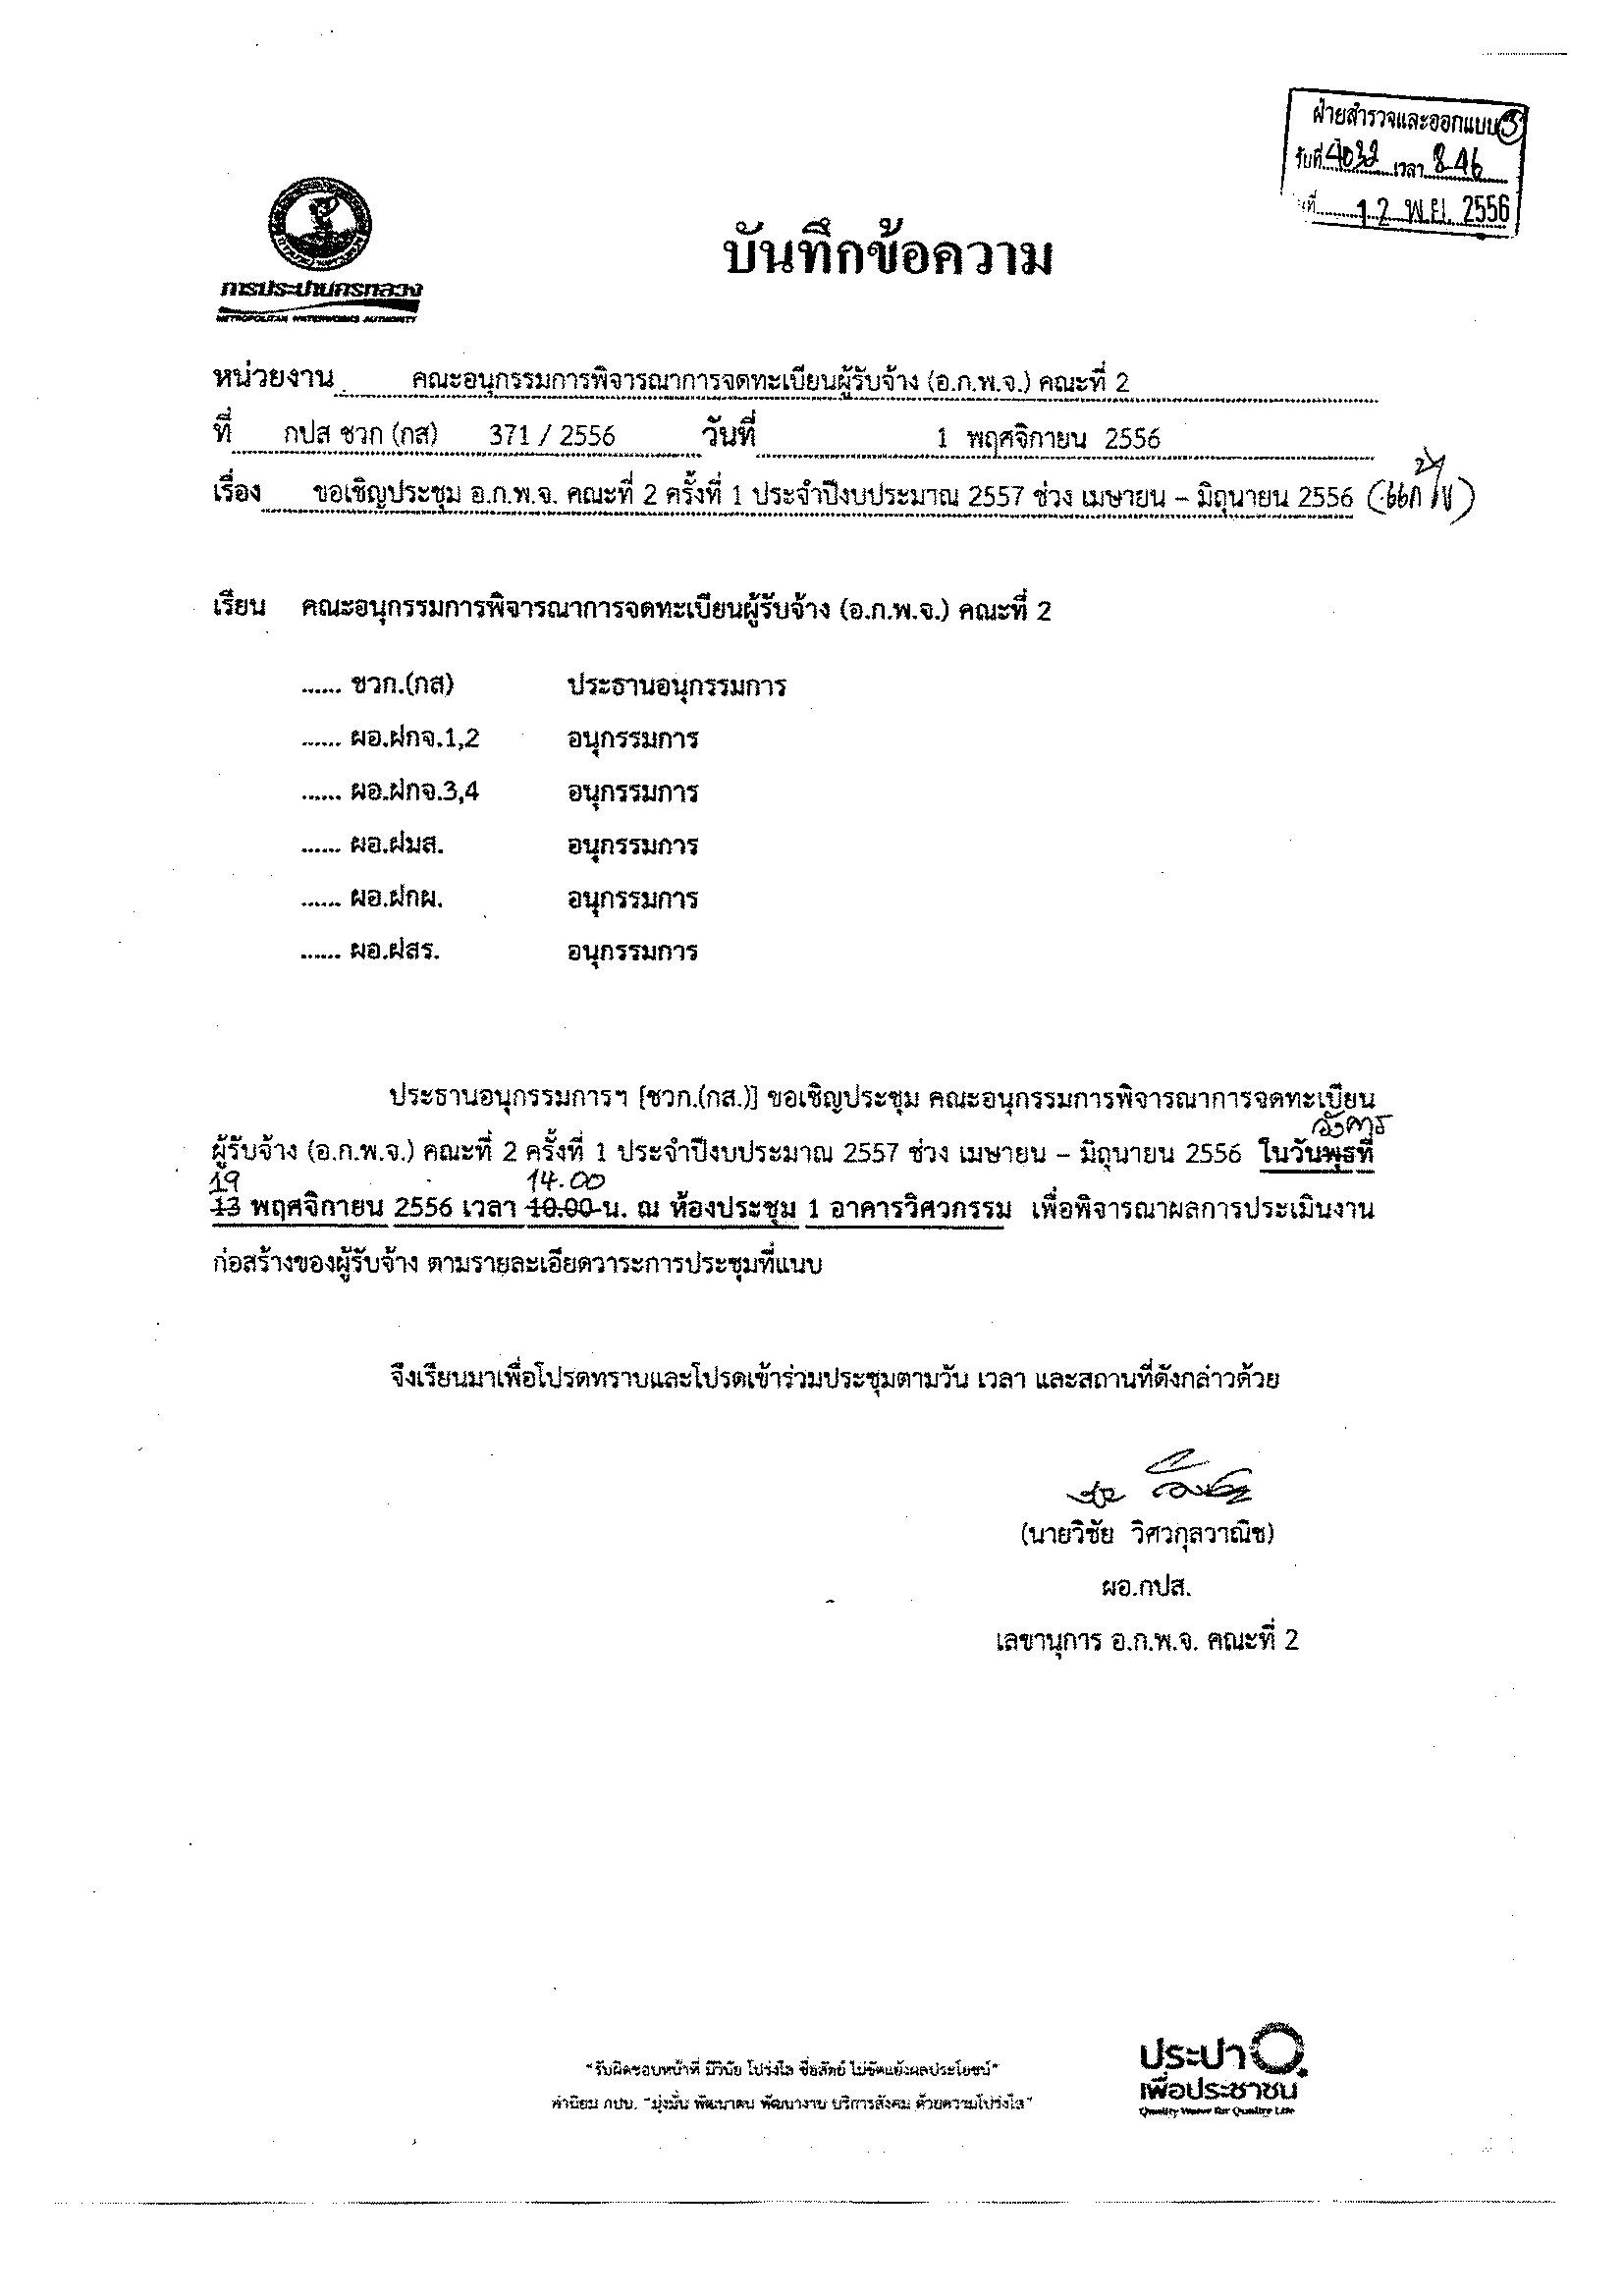 ฝ่ายสำรวจและออกแบบ
รับที่ 4032 เวลา 8.46
12 พ.ย. 2556
การประปานครหลวง
METROPOLITAN WATERWORKS AUTHORITY
บันทึกข้อความ
หน่วยงาน คณะอนุกรรมการพิจารณาการจดทะเบียนผู้รับจ้าง (อ.ก.พ.จ.) คณะที่ 2
ที่ กปส ชวก (กส) 371 / 2556 วันที่ 1 พฤศจิกายน 2556
เรื่อง ขอเชิญประชุม อ.ก.พ.จ. คณะที่ 2 ครั้งที่ 1 ประจำปีงบประมาณ 2557 ช่วง เมษายน – มิถุนายน 2556 (แก้ไข)
เรียน คณะอนุกรรมการพิจารณาการจดทะเบียนผู้รับจ้าง (อ.ก.พ.จ.) คณะที่ 2
...... ชวก.(กส) ประธานอนุกรรมการ
...... ผอ.ฝกจ.1,2 อนุกรรมการ
...... ผอ.ฝกจ.3,4 อนุกรรมการ
...... ผอ.ฝมส. อนุกรรมการ
...... ผอ.ฝกผ. อนุกรรมการ
...... ผอ.ฝสร. อนุกรรมการ
ประธานอนุกรรมการฯ [ชวก.(กส.)] ขอเชิญประชุม คณะอนุกรรมการพิจารณาการจดทะเบียน
อังคาร
ผู้รับจ้าง (อ.ก.พ.จ.) คณะที่ 2 ครั้งที่ 1 ประจำปีงบประมาณ 2557 ช่วง เมษายน – มิถุนายน 2556 ในวันพุธที่
19 14.00
13 พฤศจิกายน 2556 เวลา 10.00 น. ณ ห้องประชุม 1 อาคารวิศวกรรม เพื่อพิจารณาผลการประเมินงาน
ก่อสร้างของผู้รับจ้าง ตามรายละเอียดวาระการประชุมที่แนบ
จึงเรียนมาเพื่อโปรดทราบและโปรดเข้าร่วมประชุมตามวัน เวลา และสถานที่ดังกล่าวด้วย
(นายวิชัย วิศวกุลวาณิช)
ผอ.กปส.
เลขานุการ อ.ก.พ.จ. คณะที่ 2
"รับผิดชอบหน้าที่ มีวินัย โปร่งใส ซื่อสัตย์ ไม่ขัดแย้งผลประโยชน์"
ค่านิยม กปน. "มุ่งมั่น พัฒนาตน พัฒนางาน บริการสังคม ด้วยความโปร่งใส"
ประปา
เพื่อประชาชน
Quality Water for Quality Life